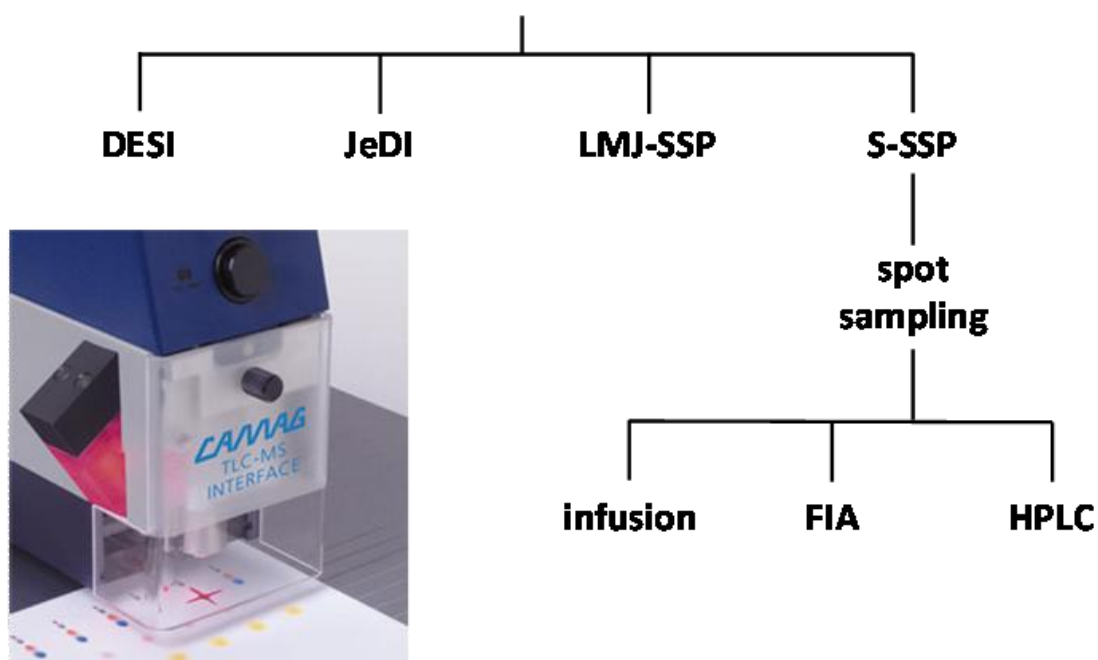 DESI
JeDI
LMJ-SSP
S-SSP
spot
sampling
CAMAG
TLC-MS
INTERFACE
infusion
FIA
HPLC